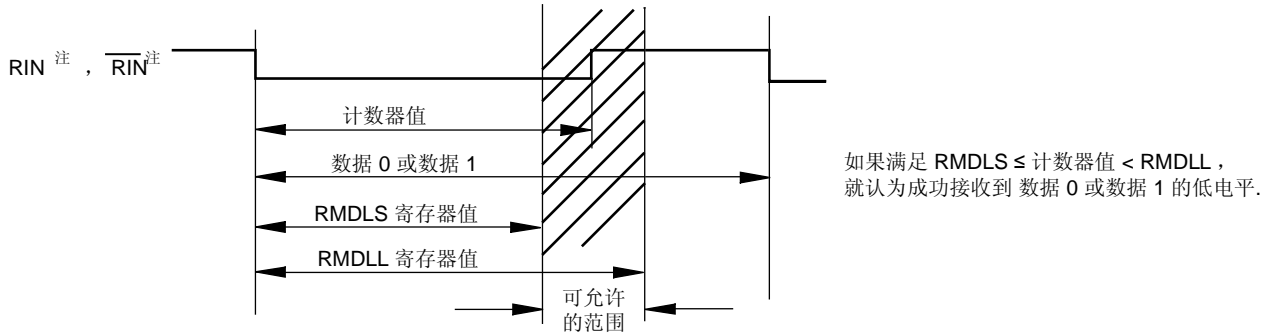 RIN 注 , RIN注
计数器值
数据 0 或数据 1
如果满足 RMDLS ≤ 计数器值 < RMDLL ,
就认为成功接收到 数据 0 或数据 1 的低电平.
RMDLS 寄存器值
RMDLL 寄存器值
可允许
的范围